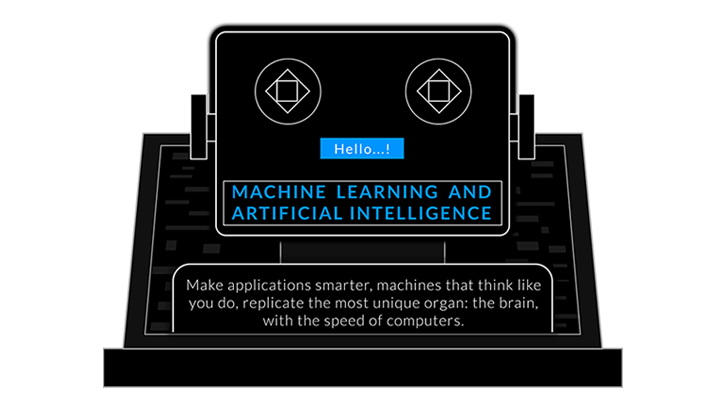 Hello...!
MACHINE LEARNING AND
ARTIFICIAL INTELLIGENCE
Make applications smarter, machines that think like
you do, replicate the most unique organ: the brain,
with the speed of computers.